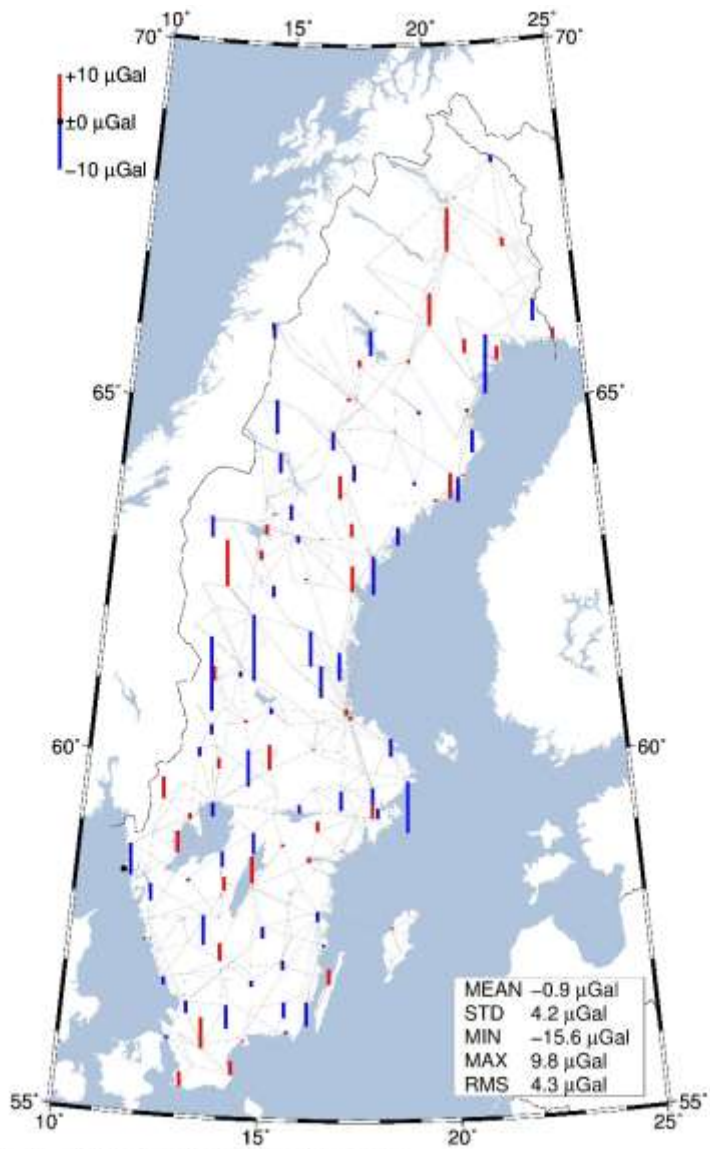 10° 15° 20° 25°
70° 70°
+10 µGal
±0 µGal
−10 µGal
65° 65°
60° 60°
MEAN −0.9 µGal
STD 4.2 µGal
MIN −15.6 µGal
MAX 9.8 µGal
RMS 4.3 µGal
55° 55°
10° 15° 20° 25°